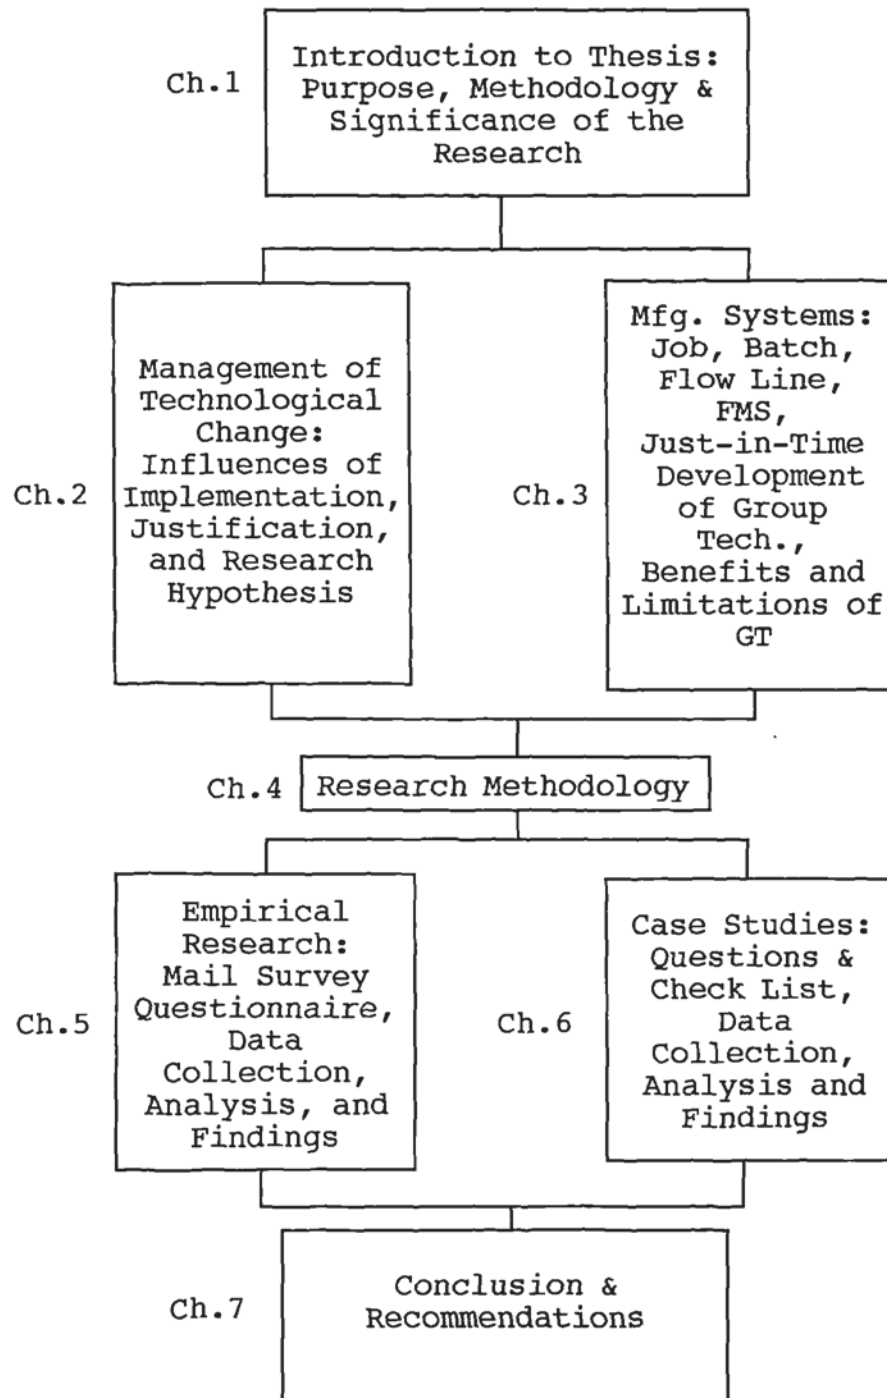 Ch.1
Introduction to Thesis:
Purpose, Methodology &
Significance of the
Research
Ch.2
Management of
Technological
Change:
Influences of
Implementation,
Justification,
and Research
Hypothesis
Ch.3
Mfg. Systems:
Job, Batch,
Flow Line,
FMS,
Just-in-Time
Development
of Group
Tech.,
Benefits and
Limitations of
GT
Ch.4
Research Methodology
Ch.5
Empirical
Research:
Mail Survey
Questionnaire,
Data
Collection,
Analysis, and
Findings
Ch.6
Case Studies:
Questions &
Check List,
Data
Collection,
Analysis and
Findings
Ch.7
Conclusion &
Recommendations